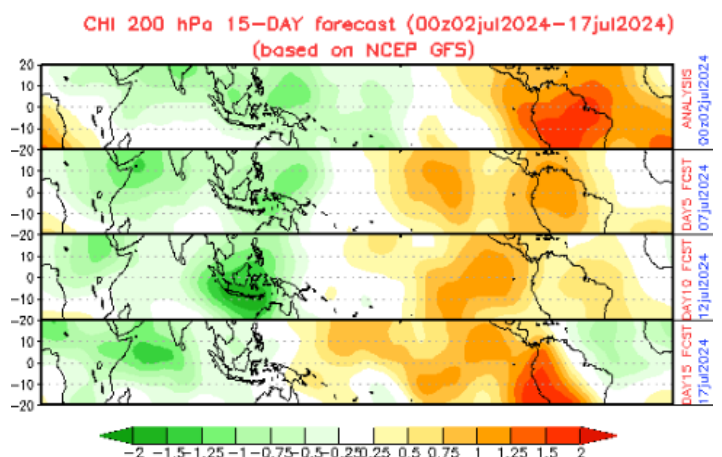 CHI 200 hPa 15-DAY forecast (00z02jul2024-17jul2024)
(based on NCEP GFS)
20
10
0
-10
-20
ANALYSIS
00z02jul2024
20
10
0
-10
-20
DAY5 FCST
07jul2024
20
10
0
-10
-20
DAY10 FCST
12jul2024
20
10
0
-10
-20
DAY15 FCST
17jul2024
-2 -1.5 -1.25 -1 -0.75 -0.5 -0.25 0.25 0.5 0.75 1 1.25 1.5 2